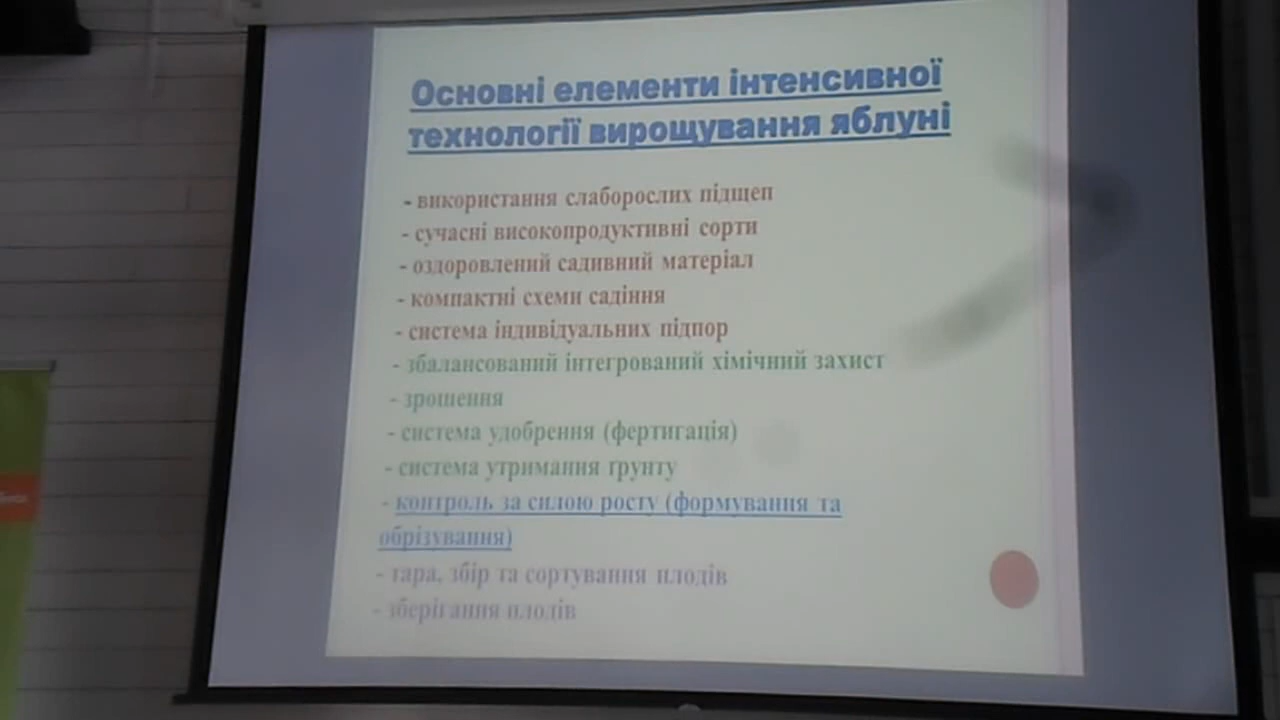 Основні елементи інтенсивної
технології вирощування яблуні
- використання слаборослих підщеп
- сучасні високопродуктивні сорти
- оздоровлений садивний матеріал
- компактні схеми садіння
- система індивідуальних підпор
- збалансований інтегрований хімічний захист
- зрошення
- система удобрення (фертигація)
- система утримання ґрунту
- контроль за силою росту (формування та
обрізування)
- тара, збір та сортування плодів
- зберігання плодів